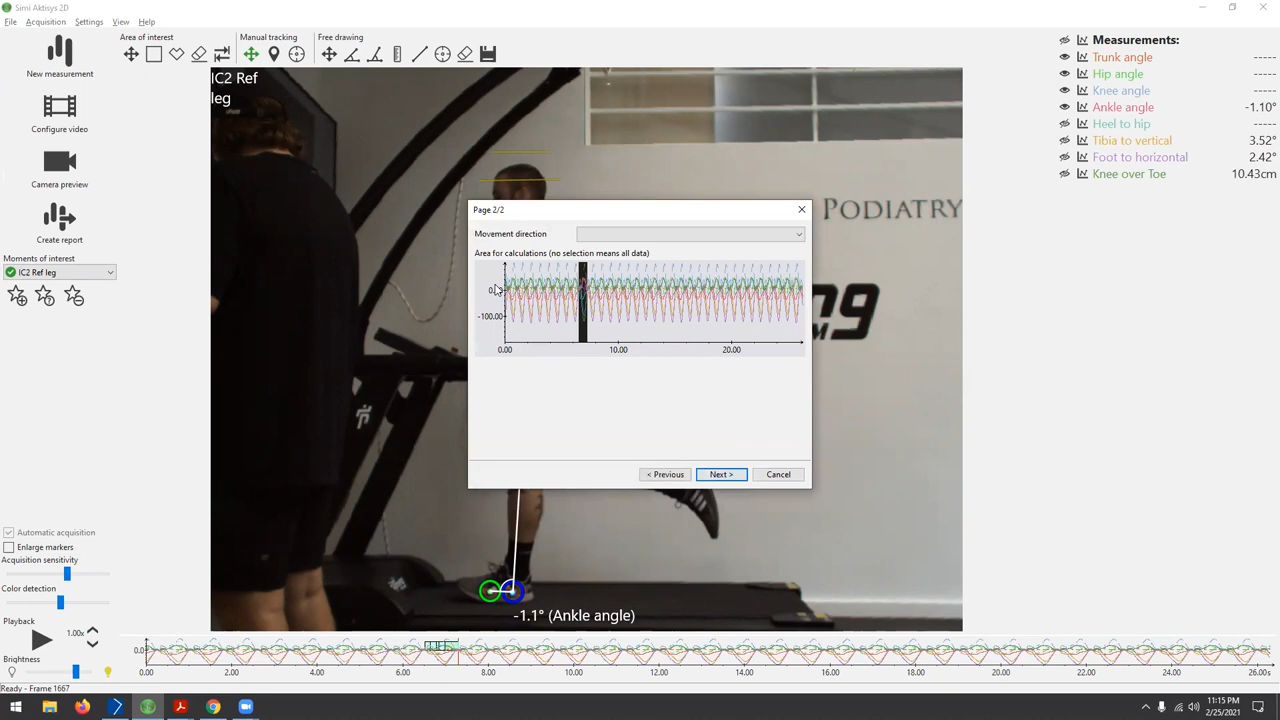 Simi Aktisys 2D
File Acquisition Settings View Help
Area of interest Manual tracking Free drawing
New measurement
Configure video
Camera preview
Create report
Moments of interest
IC2 Ref leg
IC2 Ref
leg
Measurements:
Trunk angle -----
Hip angle -----
Knee angle -----
Ankle angle -1.10°
Heel to hip -----
Tibia to vertical 3.52°
Foot to horizontal 2.42°
Knee over Toe 10.43cm
PODIATRY
Page 2/2
Movement direction
Area for calculations (no selection means all data)
-100.00
0.00 10.00 20.00
< Previous Next > Cancel
-1.1° (Ankle angle)
Automatic acquisition
Enlarge markers
Acquisition sensitivity
Color detection
Playback
1.00x
Brightness
0.0
0.00 2.00 4.00 6.00 8.00 10.00 12.00 14.00 16.00 18.00 20.00 22.00 24.00 26.00s
Ready - Frame 1667
11:15 PM
2/25/2021